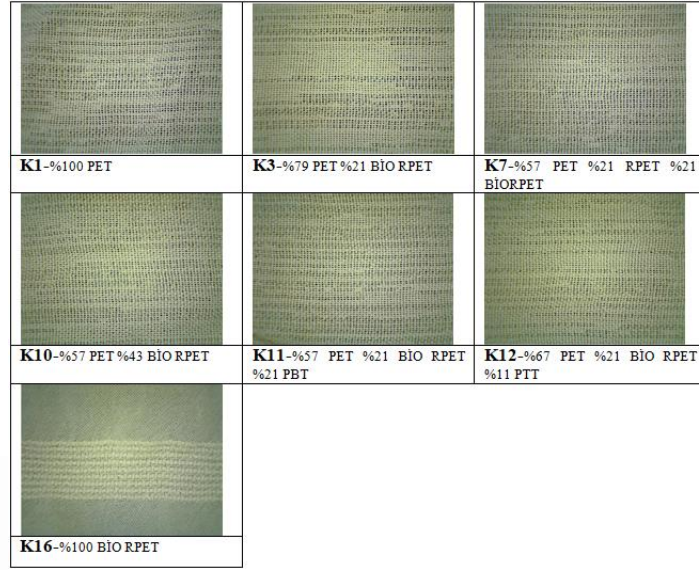 K1-%100 PET
K3-%79 PET %21 BİO RPET
K7-%57 PET %21 RPET %21
BİORPET
K10-%57 PET %43 BİO RPET
K11-%57 PET %21 BİO RPET
%21 PBT
K12-%67 PET %21 BİO RPET
%11 PTT
K16-%100 BİO RPET